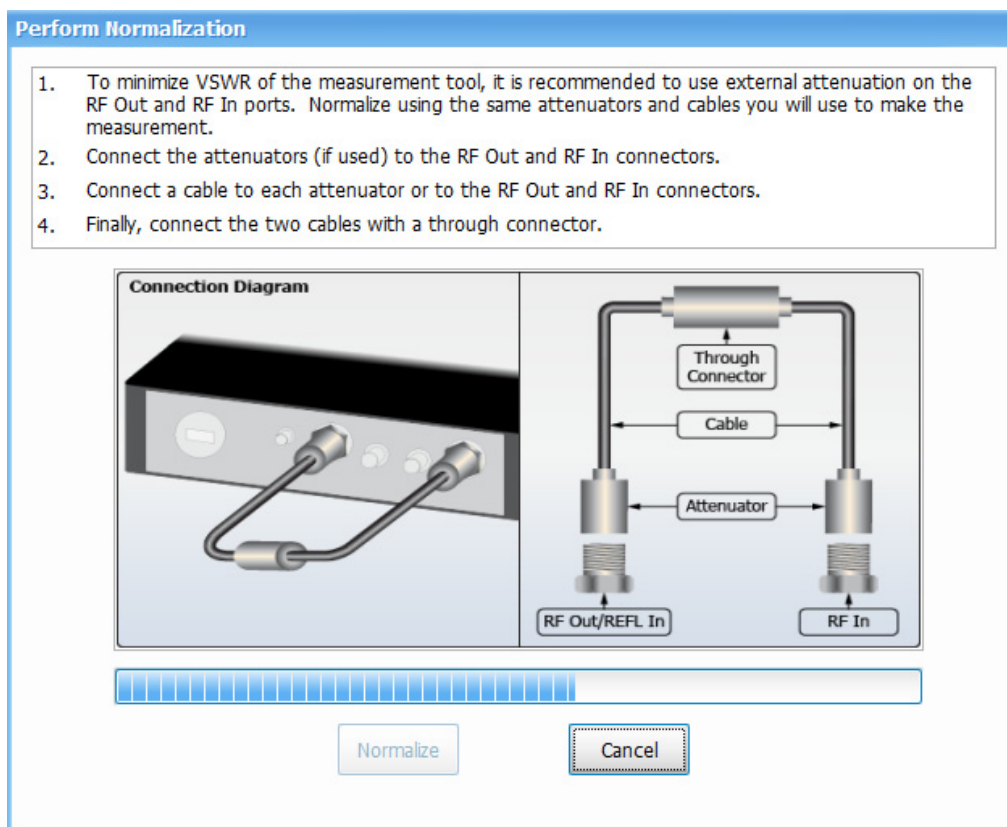 Perform Normalization
1. To minimize VSWR of the measurement tool, it is recommended to use external attenuation on the
RF Out and RF In ports. Normalize using the same attenuators and cables you will use to make the
measurement.
2. Connect the attenuators (if used) to the RF Out and RF In connectors.
3. Connect a cable to each attenuator or to the RF Out and RF In connectors.
4. Finally, connect the two cables with a through connector.
Connection Diagram
Through
Connector
Cable
Attenuator
RF Out/REFL In
RF In
Normalize
Cancel